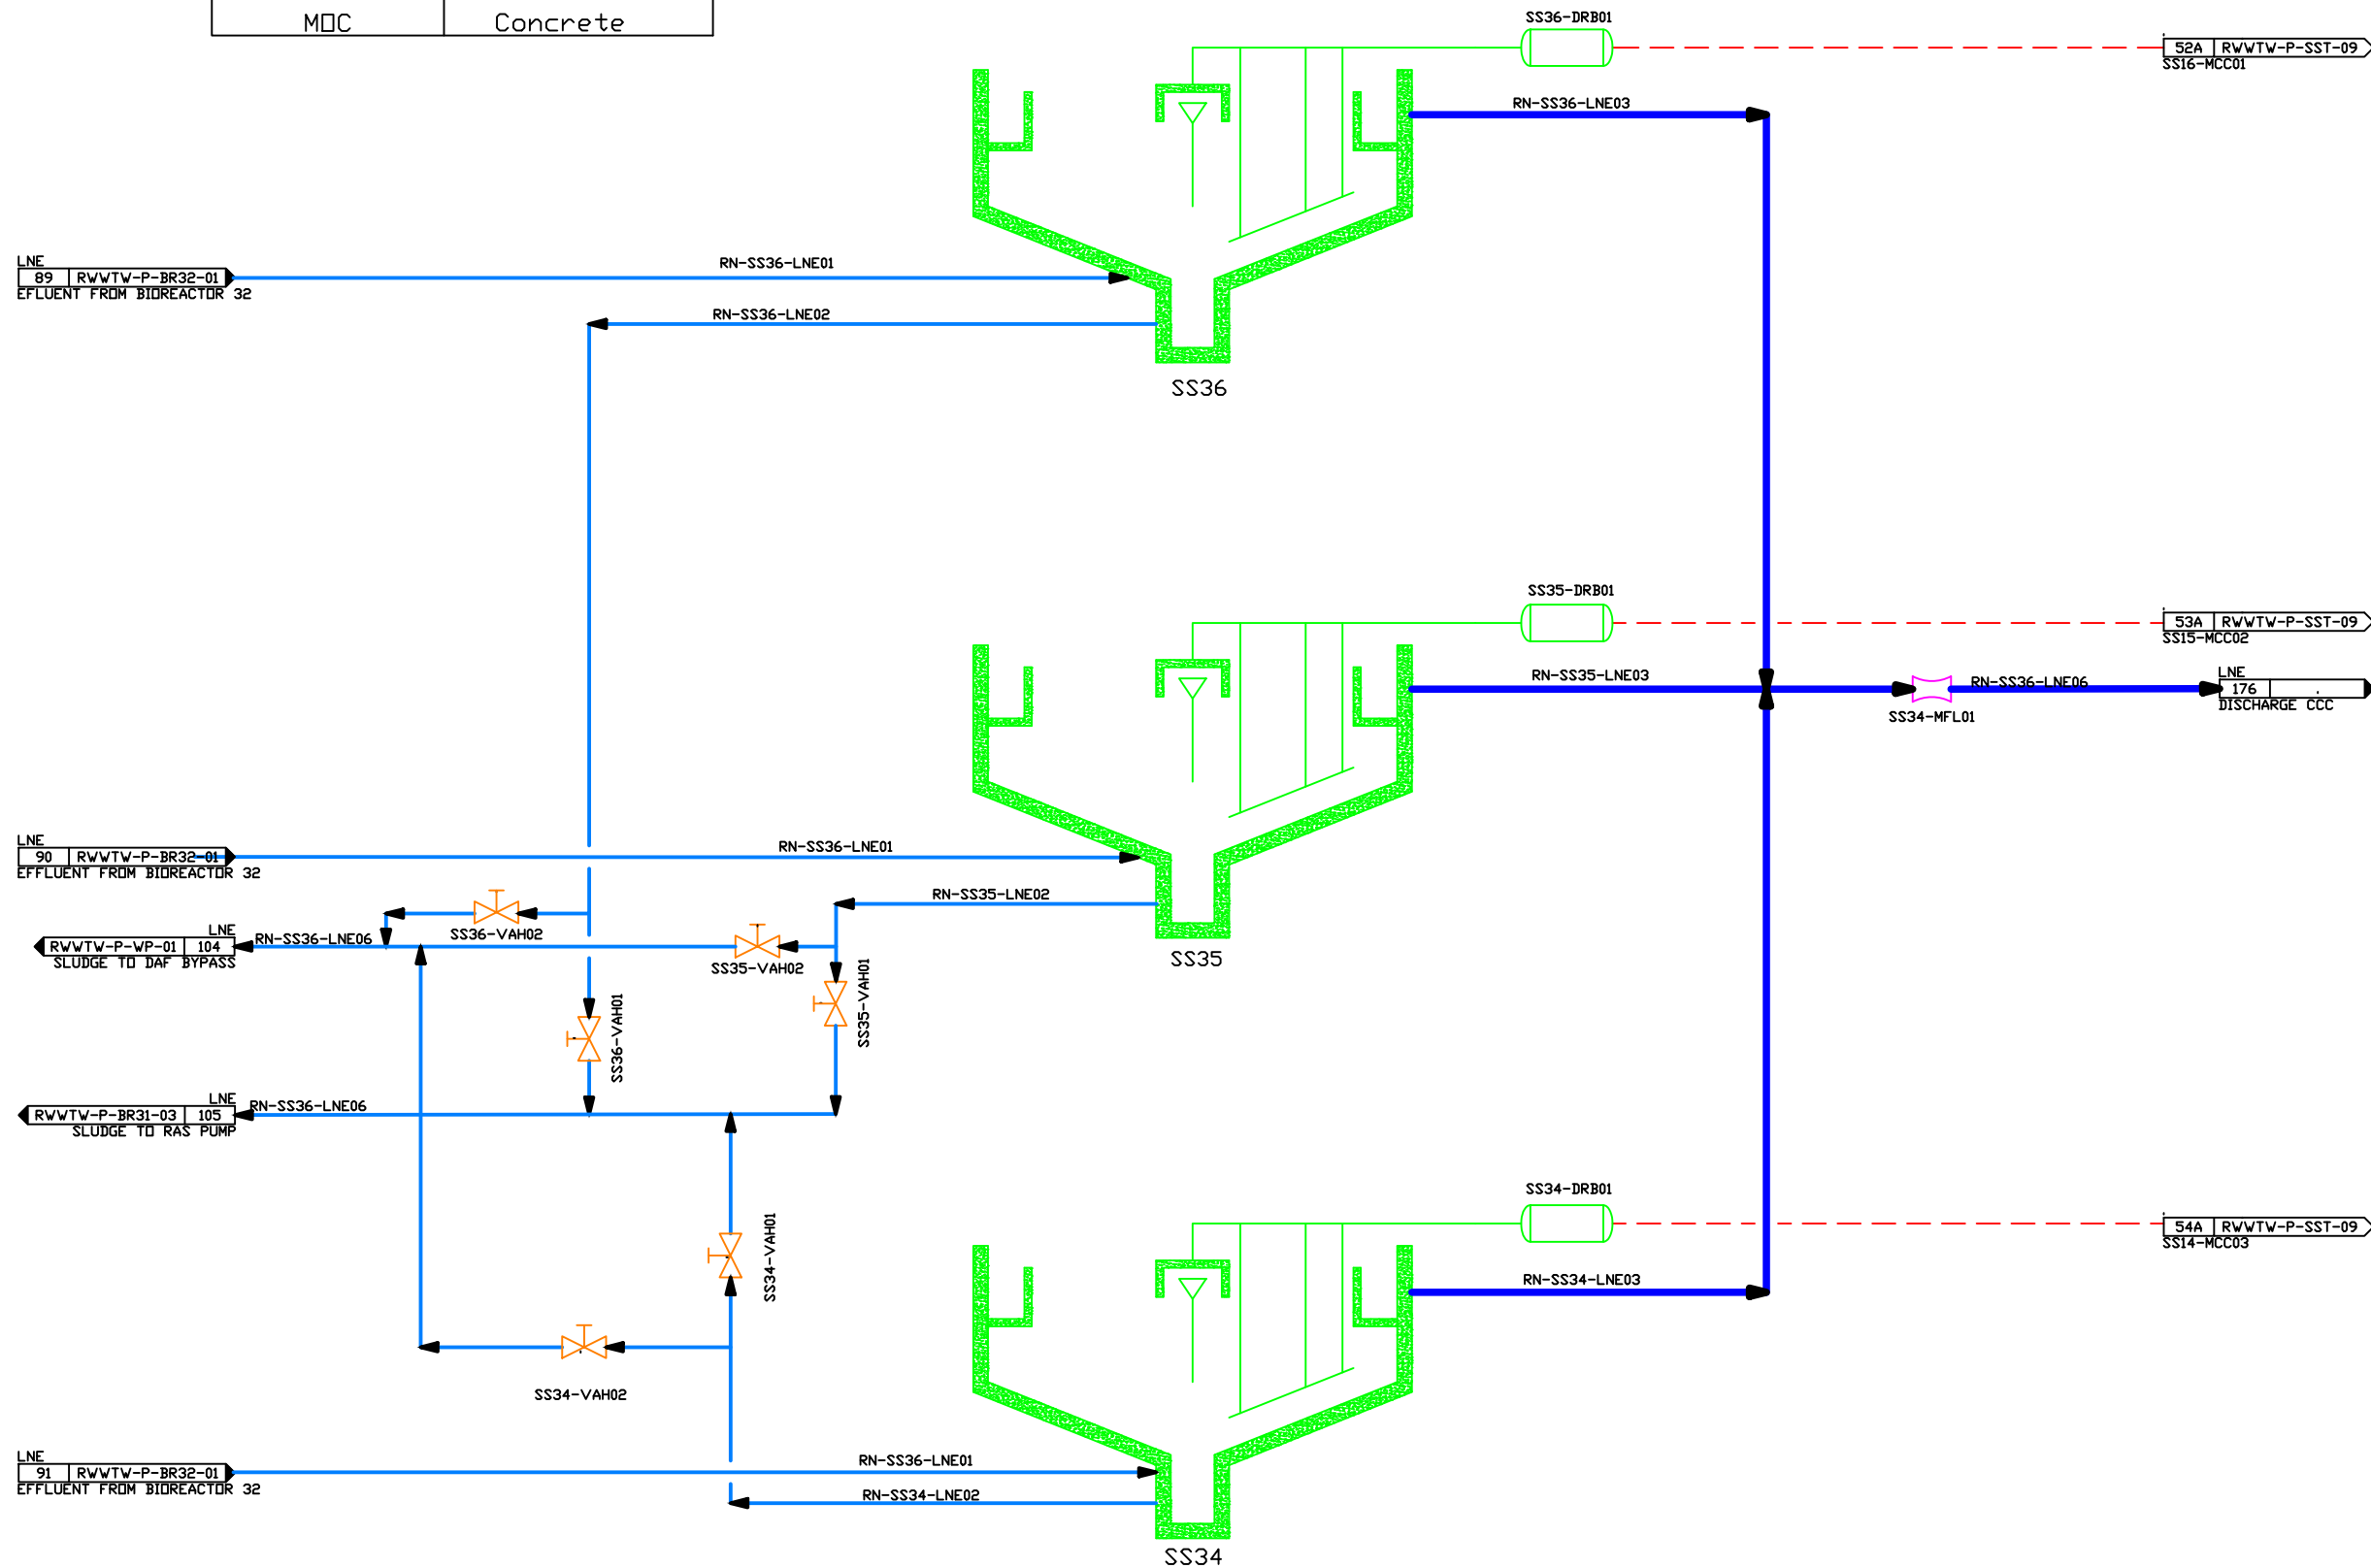 MOC Concrete
SS36-DRB01
52A RWWTW-P-SST-09
SS16-MCC01
RN-SS36-LNE03
LNE
89 RWWTW-P-BR32-01
EFLUENT FROM BIOREACTOR 32
RN-SS36-LNE01
RN-SS36-LNE02
SS36
SS35-DRB01
53A RWWTW-P-SST-09
SS15-MCC02
RN-SS35-LNE03
RN-SS36-LNE06
LNE
176 .
DISCHARGE CCC
SS34-MFL01
LNE
90 RWWTW-P-BR32-01
EFFLUENT FROM BIOREACTOR 32
RN-SS36-LNE01
RN-SS35-LNE02
SS36-VAH02
LNE
RWWTW-P-WP-01 104
SLUDGE TO DAF BYPASS
RN-SS36-LNE06
SS35-VAH02
SS35-VAH01
SS35
SS36-VAH01
LNE
RWWTW-P-BR31-03 105
SLUDGE TO RAS PUMP
RN-SS36-LNE06
SS34-DRB01
54A RWWTW-P-SST-09
SS14-MCC03
SS34-VAH01
RN-SS34-LNE03
SS34-VAH02
LNE
91 RWWTW-P-BR32-01
EFFLUENT FROM BIOREACTOR 32
RN-SS36-LNE01
RN-SS34-LNE02
SS34